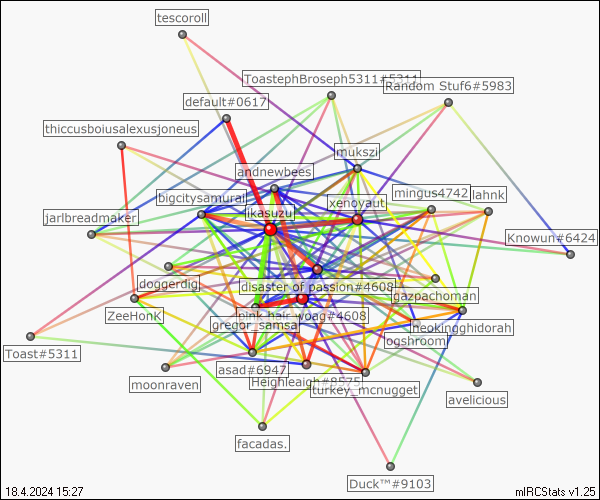 tescoroll
ToastephBroseph5311#5311
Random Stuf6#5983
default#0617
thiccusboiusalexusjoneus
mukszi
andnewbees
bigcitysamurai
xenoyaut
mingus4742
lahnk
ikasuzu
jarlbreadmaker
Knowun#6424
doggerdig
disaster of passion#4608
gazpachoman
ZeeHonK
pink hair woag#4608
gregor_samsa
theokingghidorah
ogshroom
Toast#5311
asad#6947
moonraven
Heighleaigh#8575
turkey_mcnugget
avelicious
facadas.
Duck™#9103
18.4.2024 15:27
mIRCStats v1.25